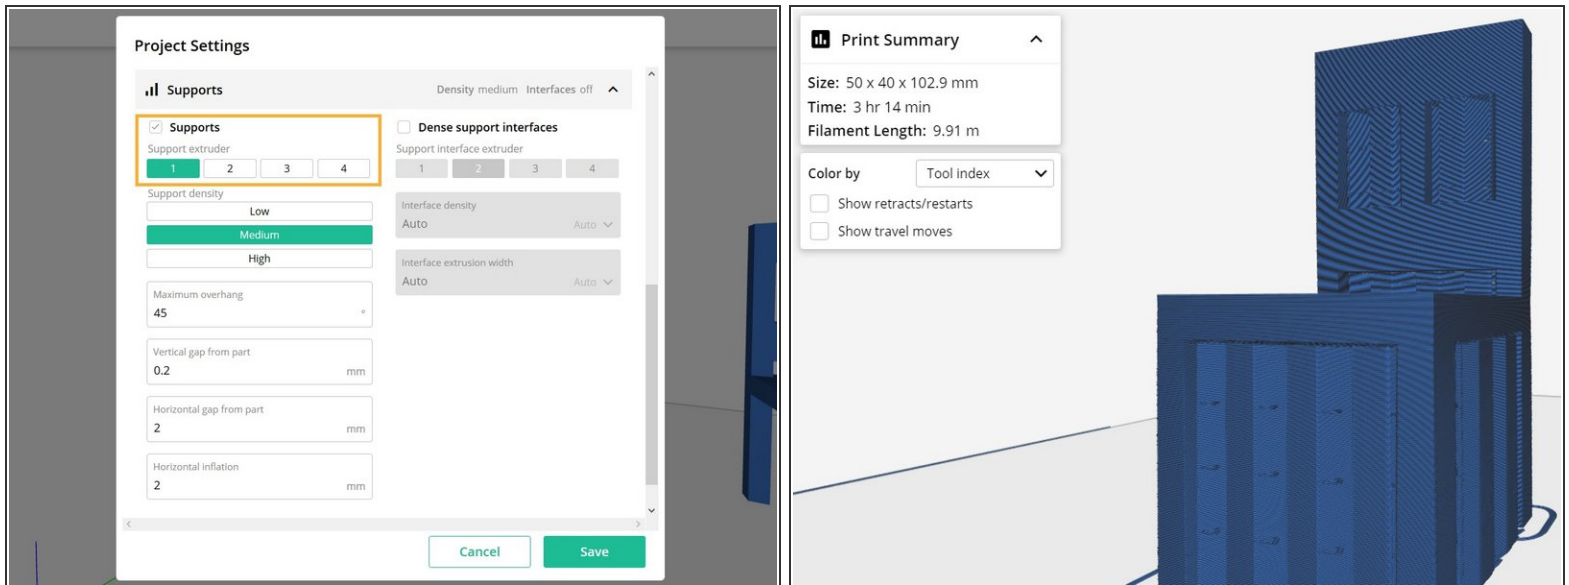 Project Settings
Supports Density medium Interfaces off
Supports
Support extruder
1 2 3 4
Support density
Low
Medium
High
Maximum overhang
45 °
Vertical gap from part
0.2 mm
Horizontal gap from part
2 mm
Horizontal inflation
2 mm
Dense support interfaces
Support interface extruder
1 2 3 4
Interface density
Auto Auto
Interface extrusion width
Auto Auto
Cancel Save
Print Summary
Size: 50 x 40 x 102.9 mm
Time: 3 hr 14 min
Filament Length: 9.91 m
Color by Tool index
Show retracts/restarts
Show travel moves